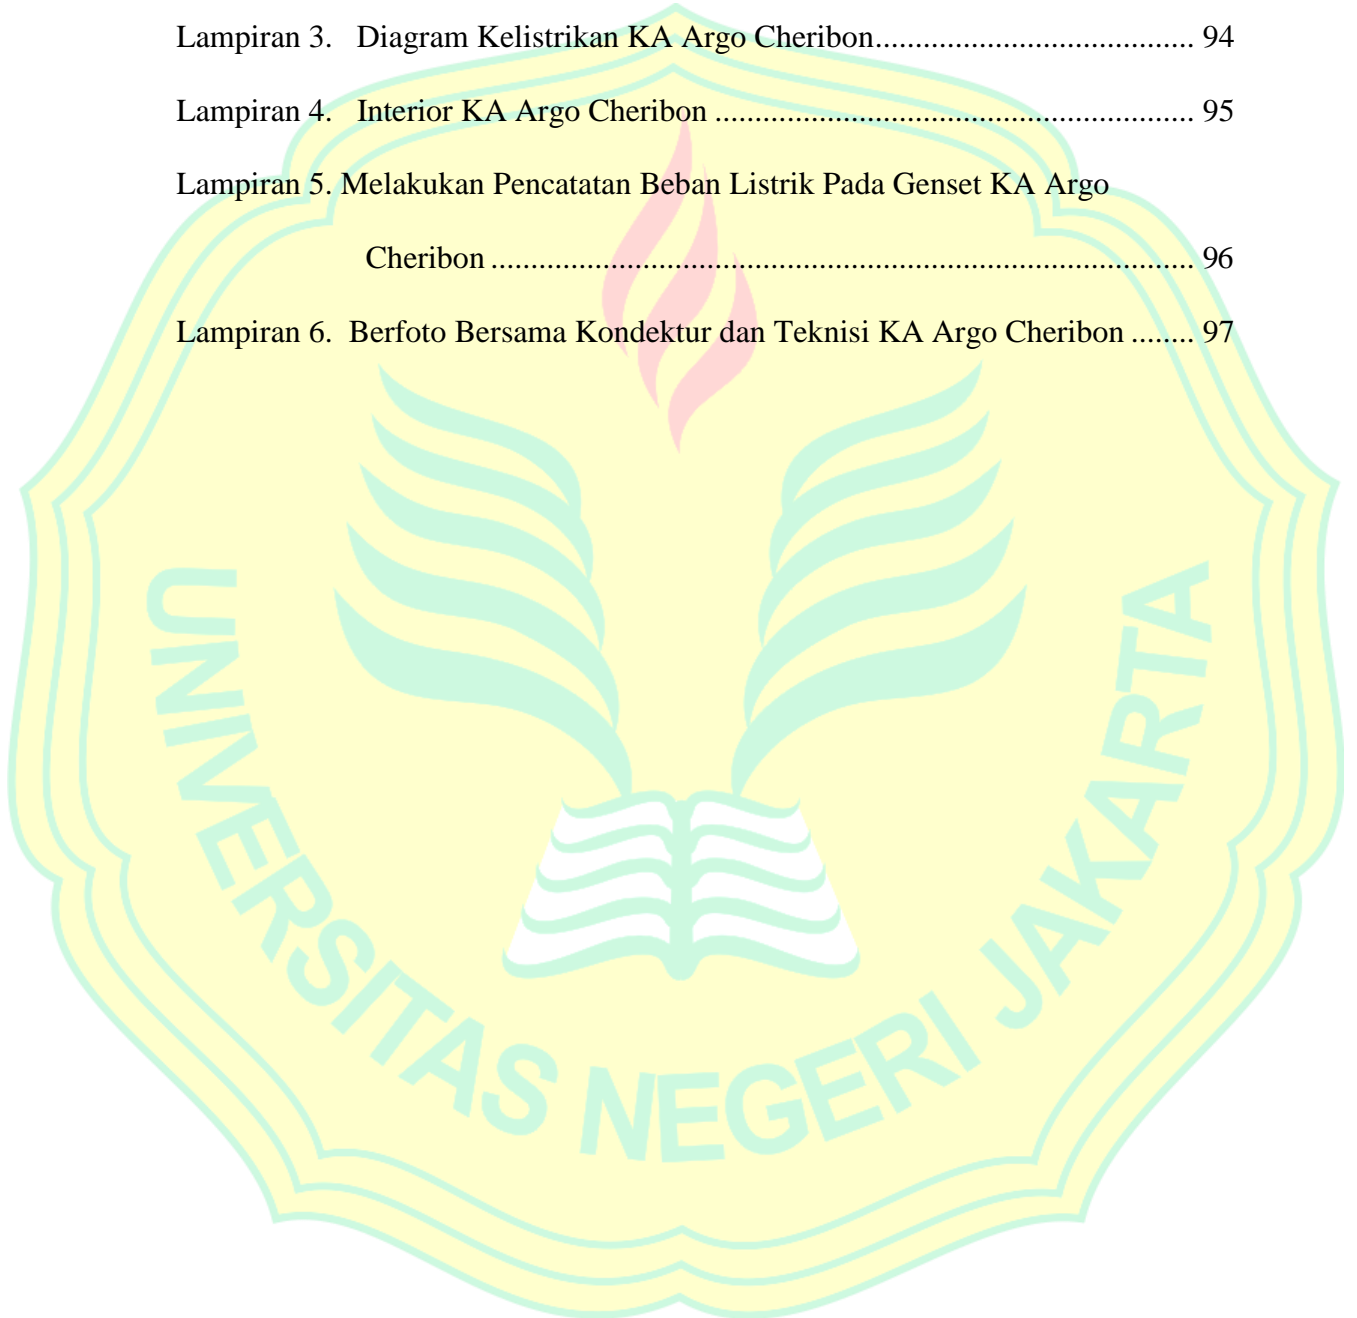 Lampiran 3. Diagram Kelistrikan KA Argo Cheribon........................................ 94
Lampiran 4. Interior KA Argo Cheribon ............................................................ 95
Lampiran 5. Melakukan Pencatatan Beban Listrik Pada Genset KA Argo
Cheribon ........................................................................................ 96
Lampiran 6. Berfoto Bersama Kondektur dan Teknisi KA Argo Cheribon ........ 97
UNIVERSITAS NEGERI JAKARTA